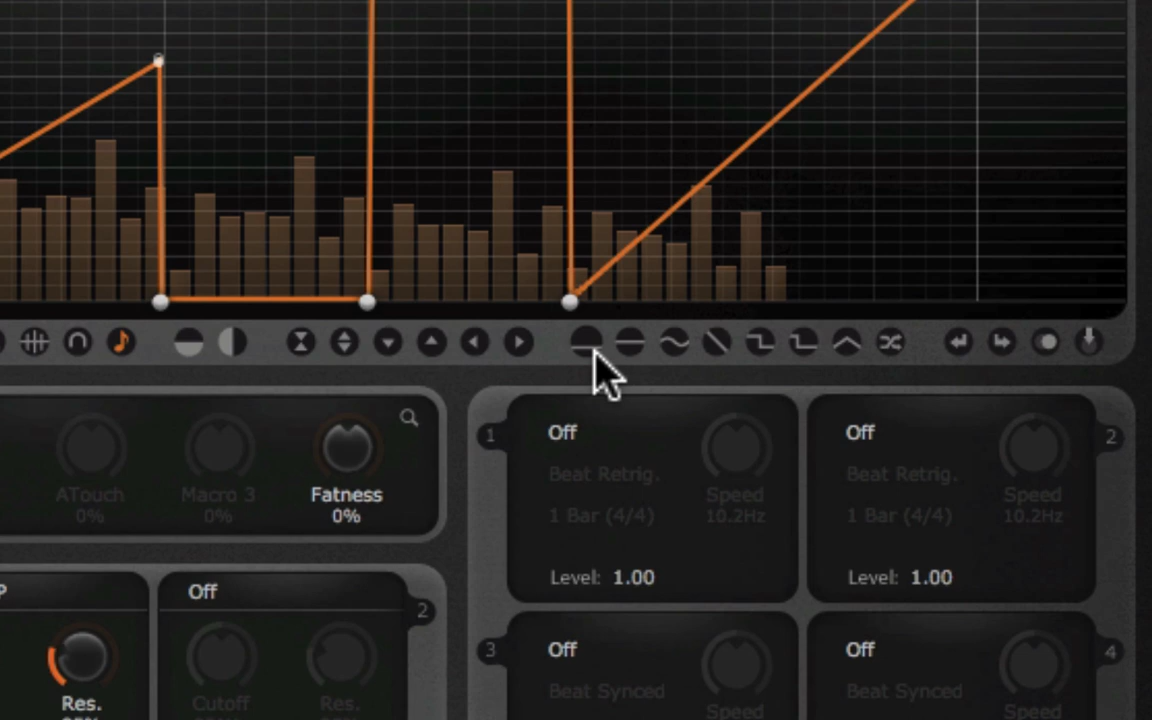 1
Off
Beat Retrig.
1 Bar (4/4)
Speed
10.2Hz
Level: 1.00
Off
Beat Retrig.
1 Bar (4/4)
Speed
10.2Hz
Level: 1.00
2
ATouch
0%
Macro 3
0%
Fatness
0%
P
Off
2
Res.
Cutoff
Res.
3
Off
Beat Synced
Speed
Off
Beat Synced
Speed
4